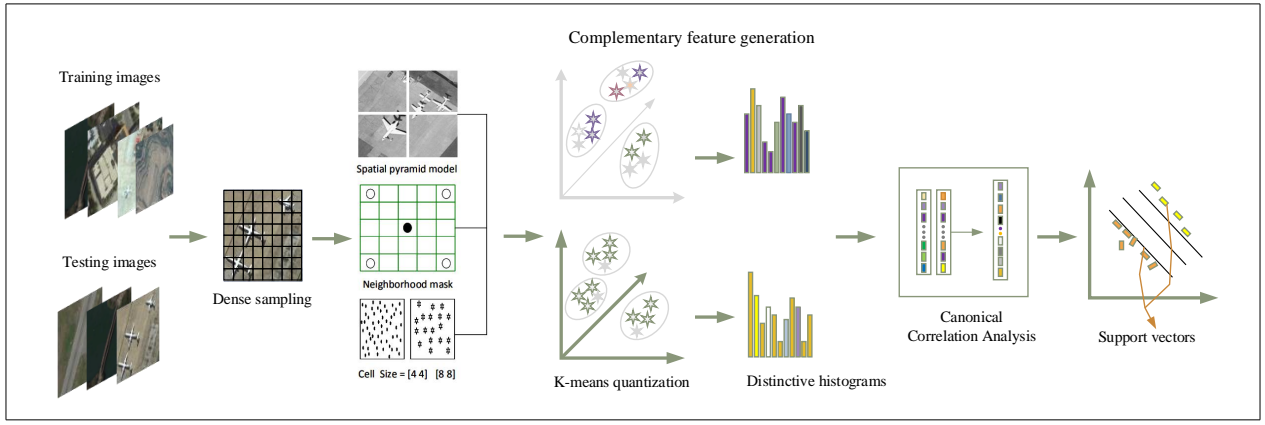 Complementary feature generation
Training images
Spatial pyramid model
Testing images
Dense sampling
Neighborhood mask
Cell Size = [4 4] [8 8]
K-means quantization
Distinctive histograms
Canonical
Correlation Analysis
Support vectors